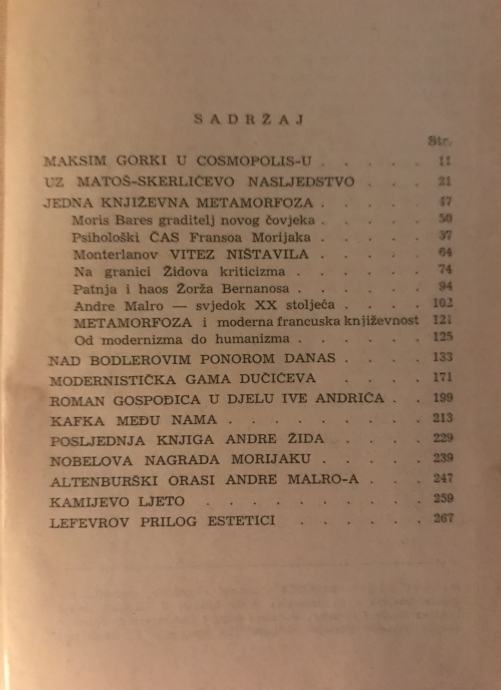 SADRŽAJ
Str.
MAKSIM GORKI U COSMOPOLIS-U . . . . . 11
UZ MATOŠ-SKERLIĆEVO NASLJEDSTVO . . . 21
JEDNA KNJIŽEVNA METAMORFOZA . . . . . 47
Moris Bares graditelj novog čovjeka . . . . . 50
Psihološki ČAS Fransoa Morijaka . . . . 57
Monterlanov VITEZ NIŠTAVILA . . . . . 64
Na granici Židova kriticizma . . . . . 74
Patnja i haos Žorža Bernanosa . . . . . 94
Andre Malro — svjedok XX stoljeća . . . . 102
METAMORFOZA i moderna francuska književnost 121
Od modernizma do humanizma . . . . . 125
NAD BODLEROVIM PONOROM DANAS . . . . 133
MODERNISTIČKA GAMA DUČIĆEVA . . . . 171
ROMAN GOSPOĐICA U DJELU IVE ANDRIĆA . . 199
KAFKA MEĐU NAMA . . . . . . . . 213
POSLJEDNJA KNJIGA ANDRE ŽIDA . . . . 229
NOBELOVA NAGRADA MORIJAKU . . . . . 239
ALTENBURŠKI ORASI ANDRE MALRO-A . . . 247
KAMIJEVO LJETO . . . . . . . . . 259
LEFEVROV PRILOG ESTETICI . . . . . . 267